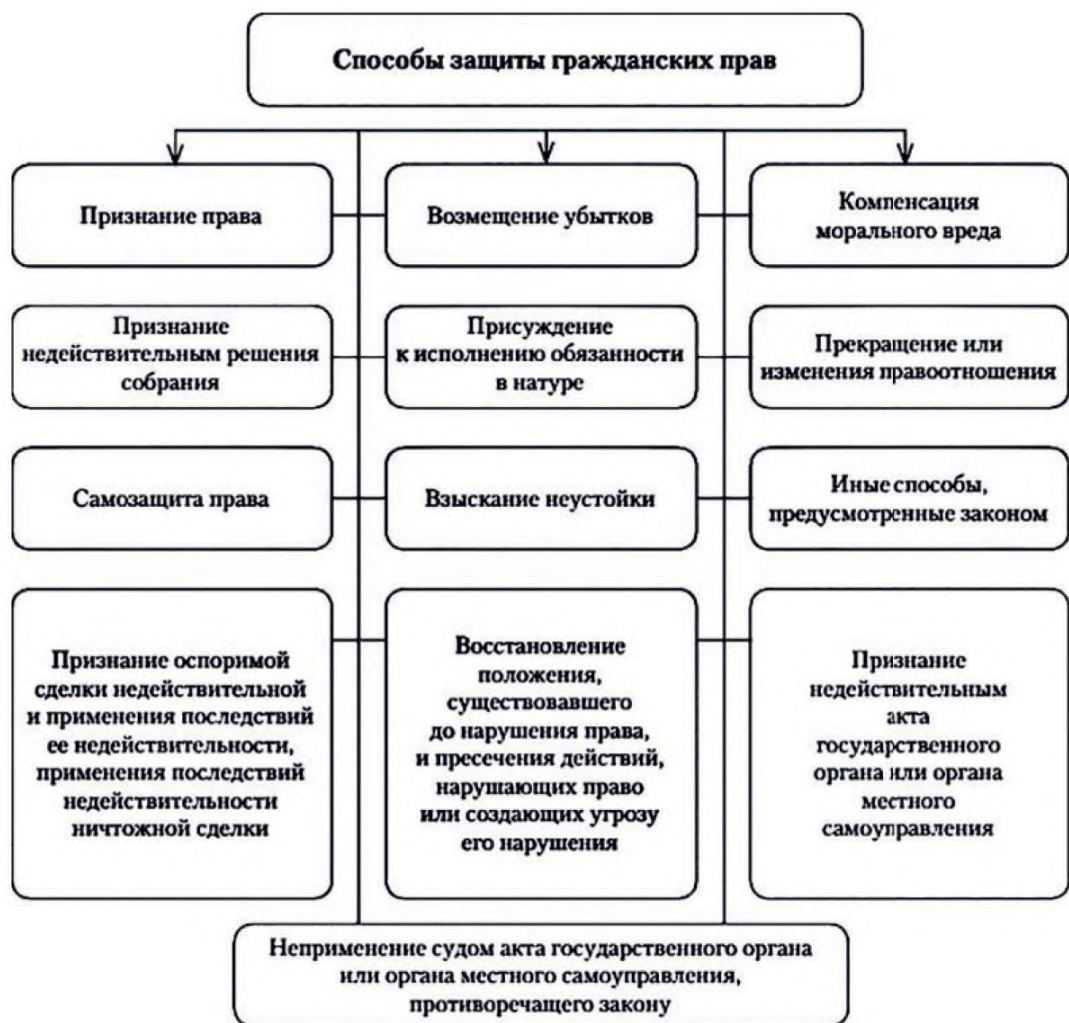 Способы защиты гражданских прав
Признание права
Возмещение убытков
Компенсация
морального вреда
Признание
недействительным решения
собрания
Присуждение
к исполнению обязанности
в натуре
Прекращение или
изменения правоотношения
Самозащита права
Взыскание неустойки
Иные способы,
предусмотренные законом
Признание оспоримой
сделки недействительной
и применения последствий
ее недействительности,
применения последствий
недействительности
ничтожной сделки
Восстановление
положения,
существовавшего
до нарушения права,
и пресечения действий,
нарушающих право
или создающих угрозу
его нарушения
Признание
недействительным
акта
государственного
органа или органа
местного
самоуправления
Неприменение судом акта государственного органа
или органа местного самоуправления,
противоречащего закону